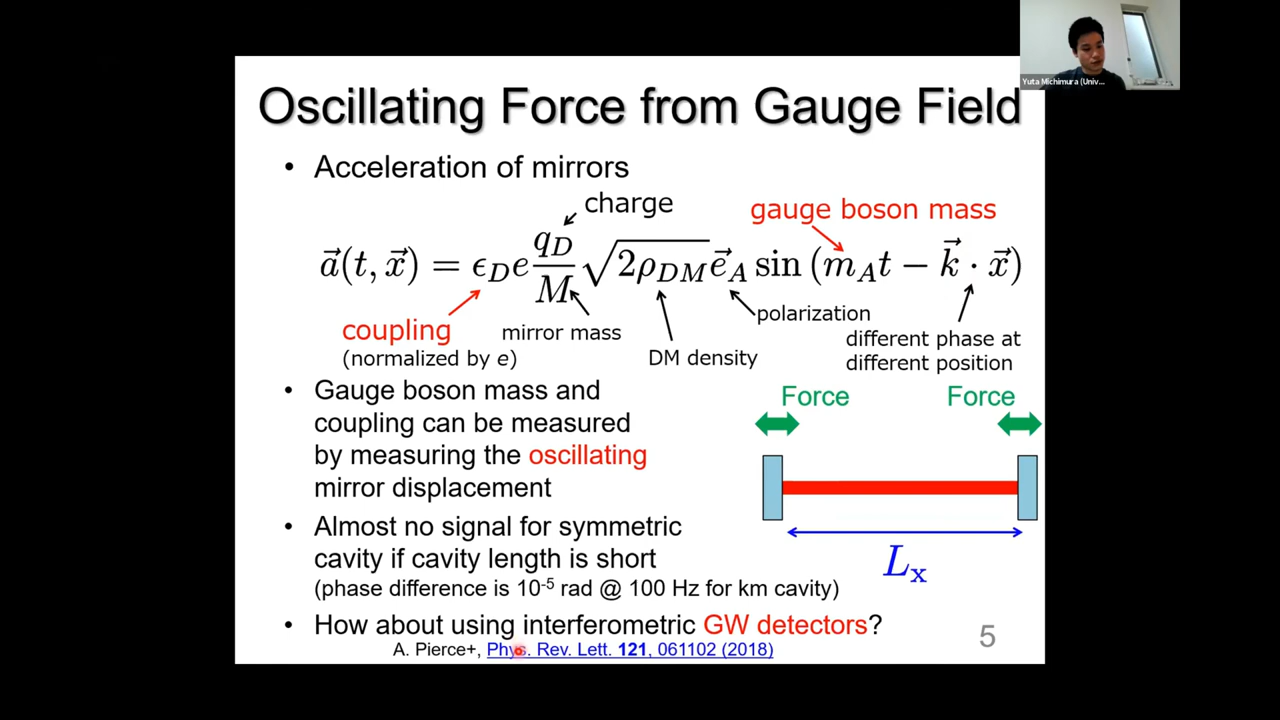 Yuta Michimura (Univ...
Oscillating Force from Gauge Field
• Acceleration of mirrors
charge
gauge boson mass
$\vec{a}(t, \vec{x}) = \epsilon_D e \frac{q_D}{M} \sqrt{2\rho_{DM}} \vec{e}_A \sin(m_A t - \vec{k} \cdot \vec{x})$
coupling
(normalized by e)
mirror mass
DM density
polarization
different phase at
different position
• Gauge boson mass and
coupling can be measured
by measuring the oscillating
mirror displacement
Force
Force
L_x
• Almost no signal for symmetric
cavity if cavity length is short
(phase difference is 10^{-5} rad @ 100 Hz for km cavity)
• How about using interferometric GW detectors?
A. Pierce+, Phys. Rev. Lett. 121, 061102 (2018)
5